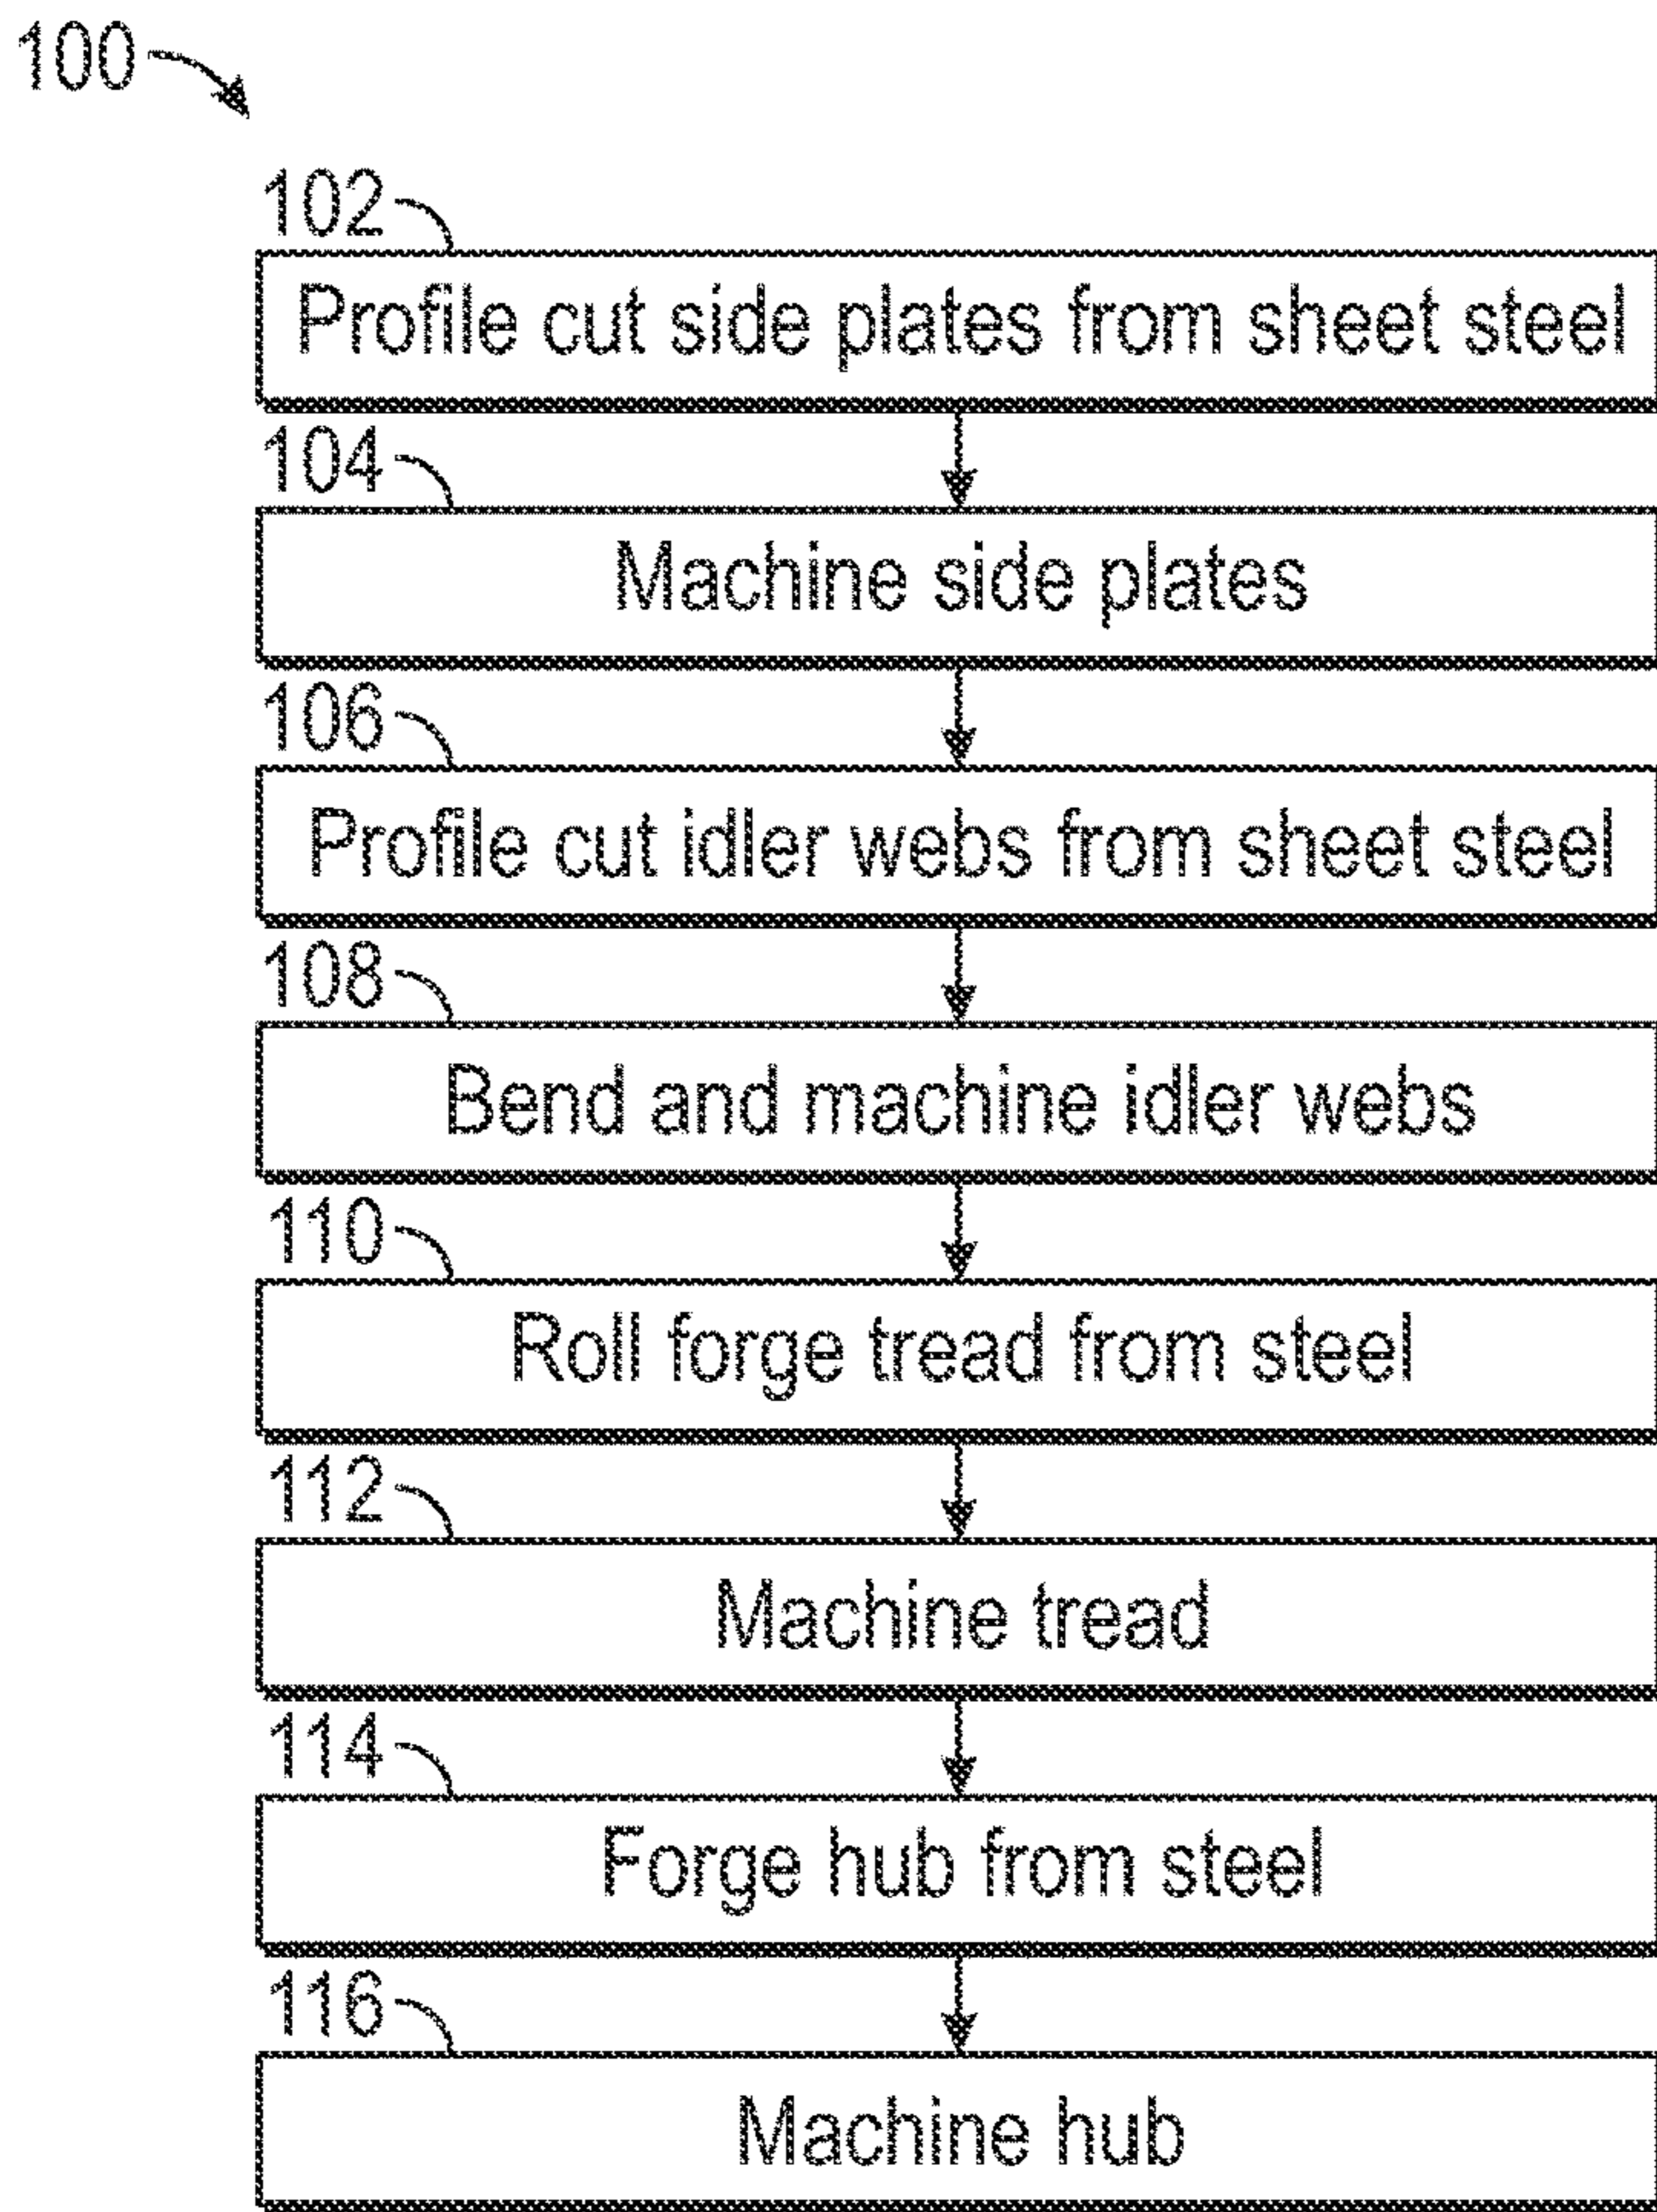 100
102
Profile cut side plates from sheet steel
104
Machine side plates
106
Profile cut idler webs from sheet steel
108
Bend and machine idler webs
110
Roll forge tread from steel
112
Machine tread
114
Forge hub from steel
116
Machine hub